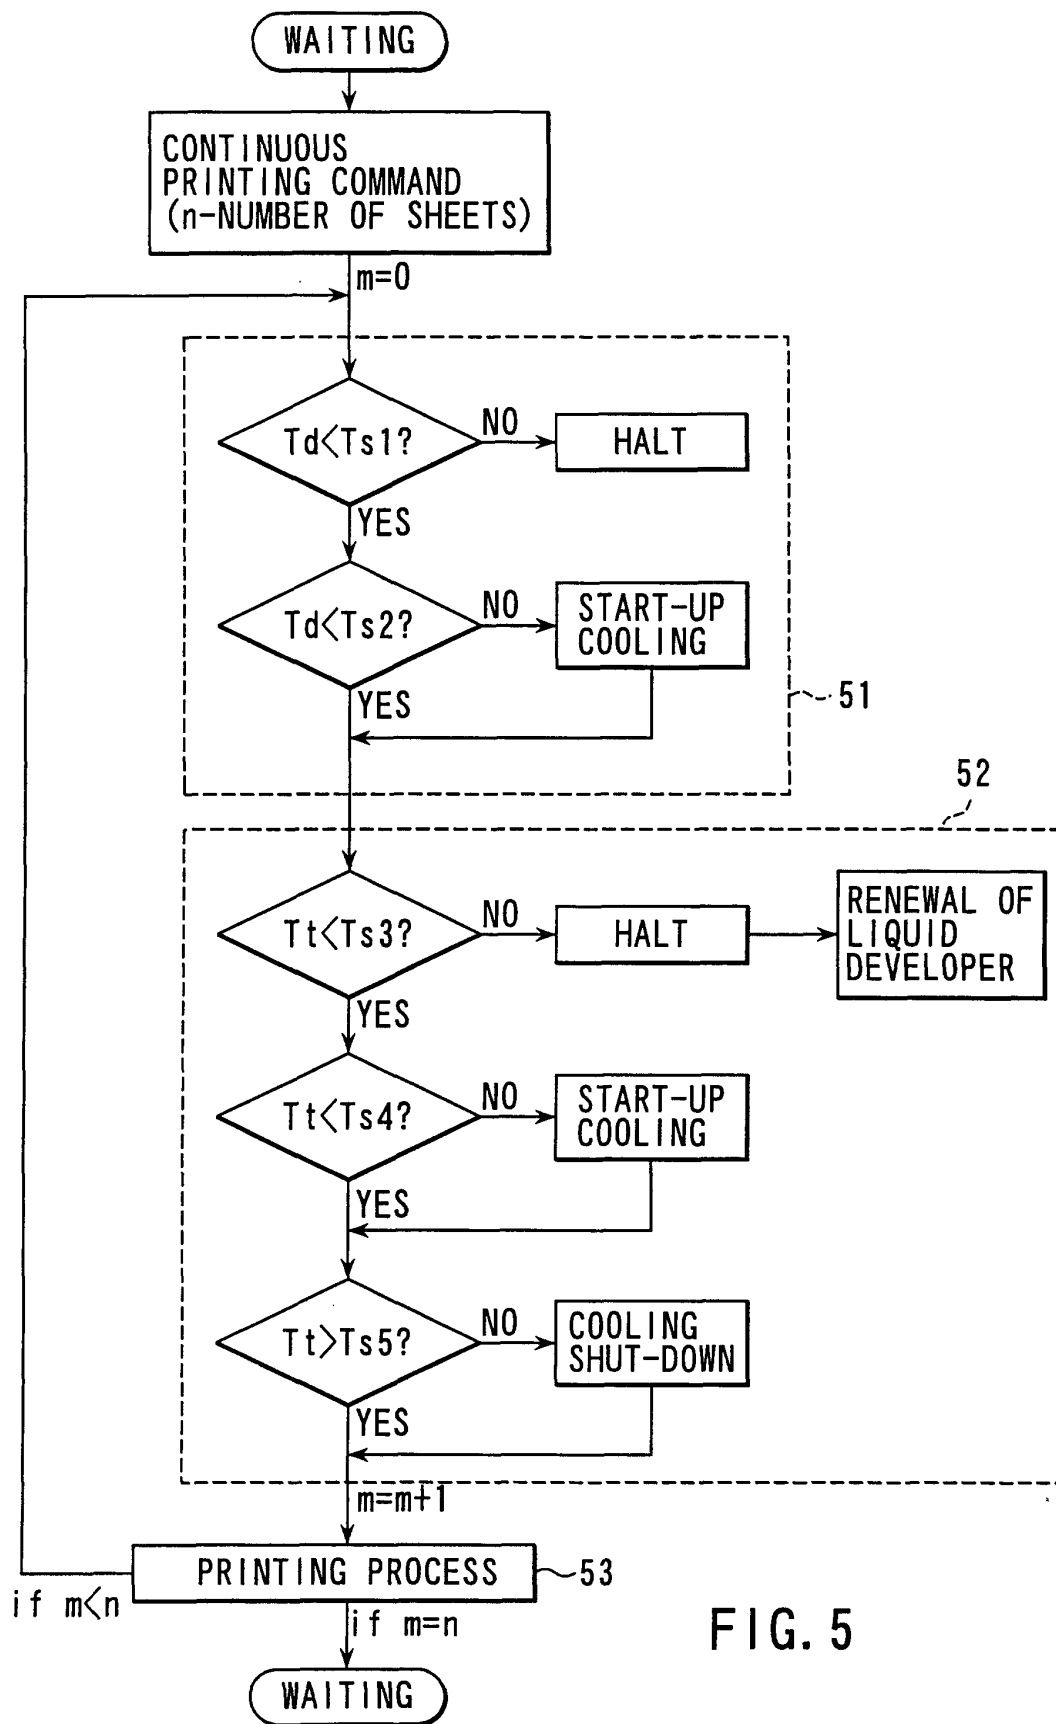 WAITING
CONTINUOUS
PRINTING COMMAND
(n-NUMBER OF SHEETS)
m=0
Td<Ts1?
NO
HALT
YES
Td<Ts2?
NO
START-UP
COOLING
YES
51
52
Tt<Ts3?
NO
HALT
RENEWAL OF
LIQUID
DEVELOPER
YES
Tt<Ts4?
NO
START-UP
COOLING
YES
Tt>Ts5?
NO
COOLING
SHUT-DOWN
YES
m=m+1
PRINTING PROCESS
53
if m<n
if m=n
WAITING
FIG. 5